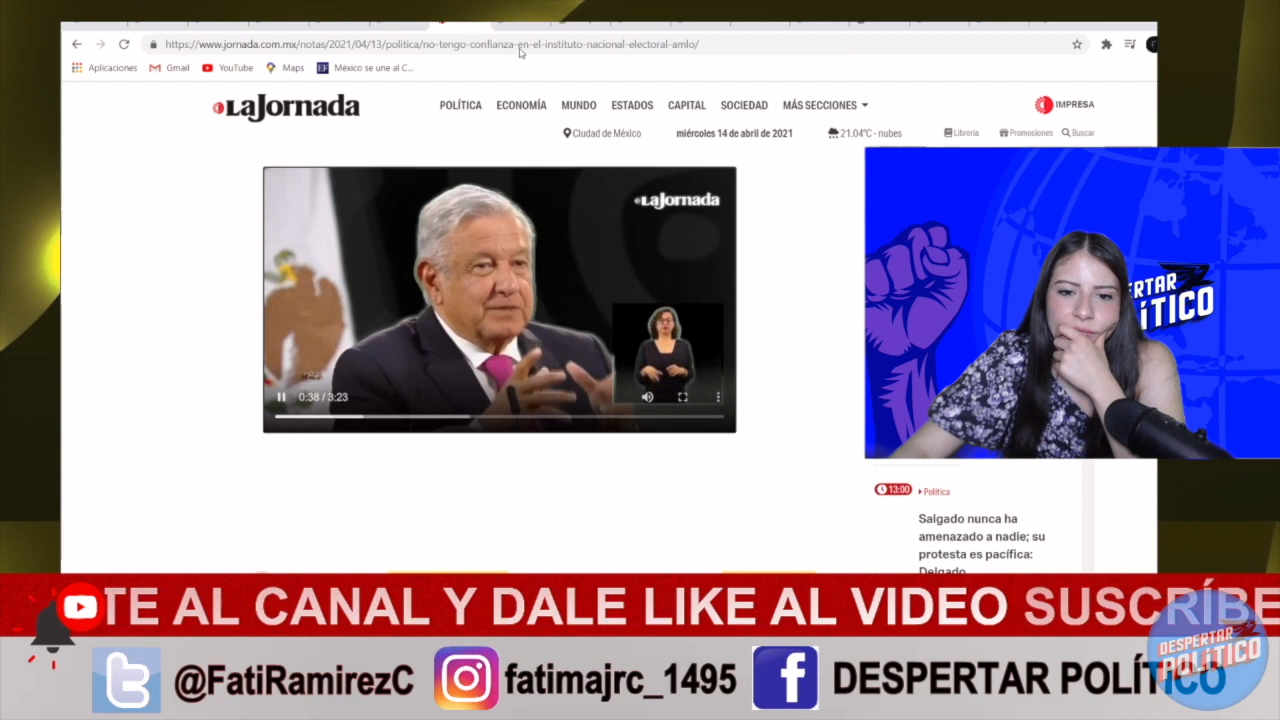 https://www.jornada.com.mx/notas/2021/04/13/politica/no-tengo-confianza-en-el-instituto-nacional-electoral-amlo/
Aplicaciones Gmail YouTube Maps EF México se une al C...
La Jornada
POLÍTICA ECONOMÍA MUNDO ESTADOS CAPITAL SOCIEDAD MÁS SECCIONES
IMPRESA
Ciudad de México miércoles 14 de abril de 2021 21.04°C - nubes Librería Promociones Buscar
La Jornada
0:38 / 3:23
RTAR
ÍTICO
13:00 Política
Salgado nunca ha
amenazado a nadie; su
protesta es pacífica:
Delgado
TE AL CANAL Y DALE LIKE AL VIDEO SUSCRÍBE
DESPERTAR
POLÍTICO
@FatiRamirezC fatimajrc_1495 DESPERTAR POLÍTICO